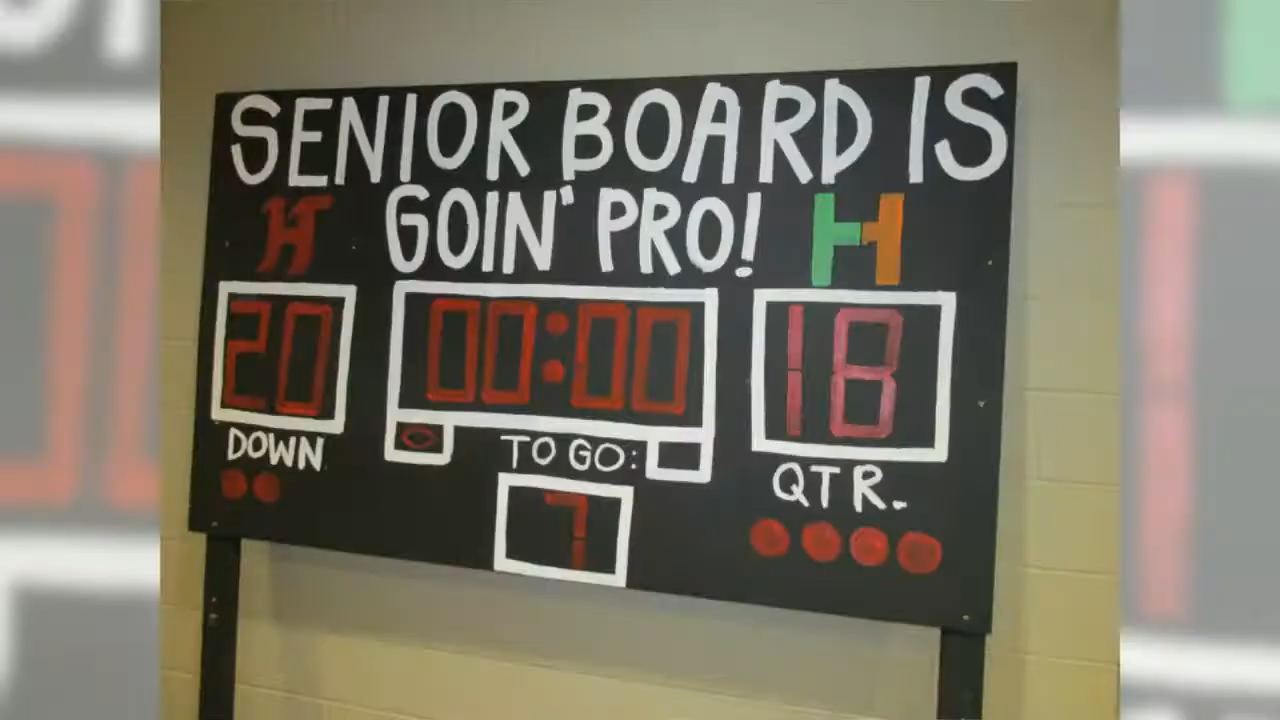 SENIOR BOARD IS
H GOIN' PRO! H
20 00:00 18
DOWN TO GO: QTR.
7